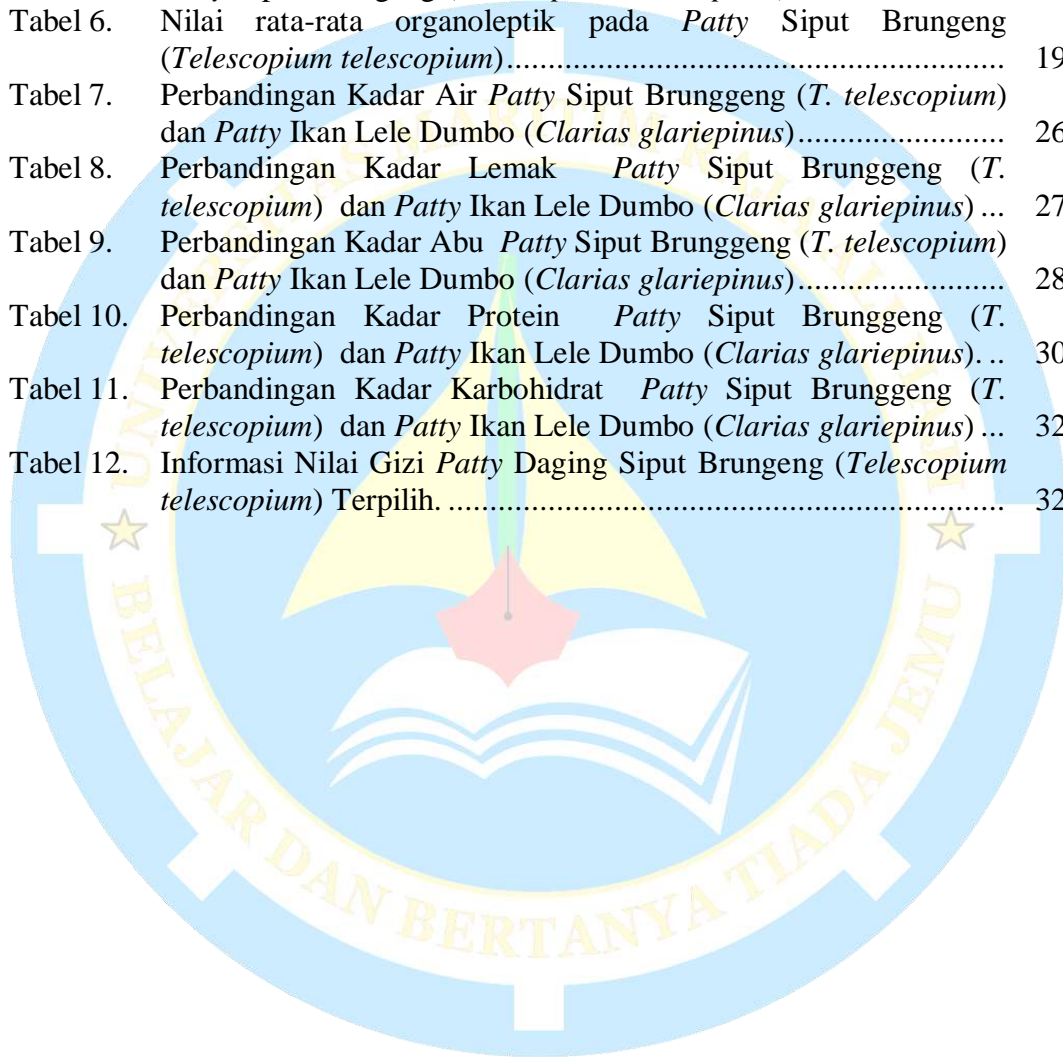 Tabel 6. Nilai rata-rata organoleptik pada Patty Siput Brungeng
(Telescopium telescopium)............................................................ 19
Tabel 7. Perbandingan Kadar Air Patty Siput Brunggeng (T. telescopium)
dan Patty Ikan Lele Dumbo (Clarias glariepinus)......................... 26
Tabel 8. Perbandingan Kadar Lemak Patty Siput Brunggeng (T.
telescopium) dan Patty Ikan Lele Dumbo (Clarias glariepinus) ... 27
Tabel 9. Perbandingan Kadar Abu Patty Siput Brunggeng (T. telescopium)
dan Patty Ikan Lele Dumbo (Clarias glariepinus)......................... 28
Tabel 10. Perbandingan Kadar Protein Patty Siput Brunggeng (T.
telescopium) dan Patty Ikan Lele Dumbo (Clarias glariepinus). .. 30
Tabel 11. Perbandingan Kadar Karbohidrat Patty Siput Brunggeng (T.
telescopium) dan Patty Ikan Lele Dumbo (Clarias glariepinus) ... 32
Tabel 12. Informasi Nilai Gizi Patty Daging Siput Brungeng (Telescopium
telescopium) Terpilih. ................................................................... 32
UNIVERSITAS MARITIM RAJA ALI HAJI
BELAJAR DAN BERTANYA TIADA JEMU